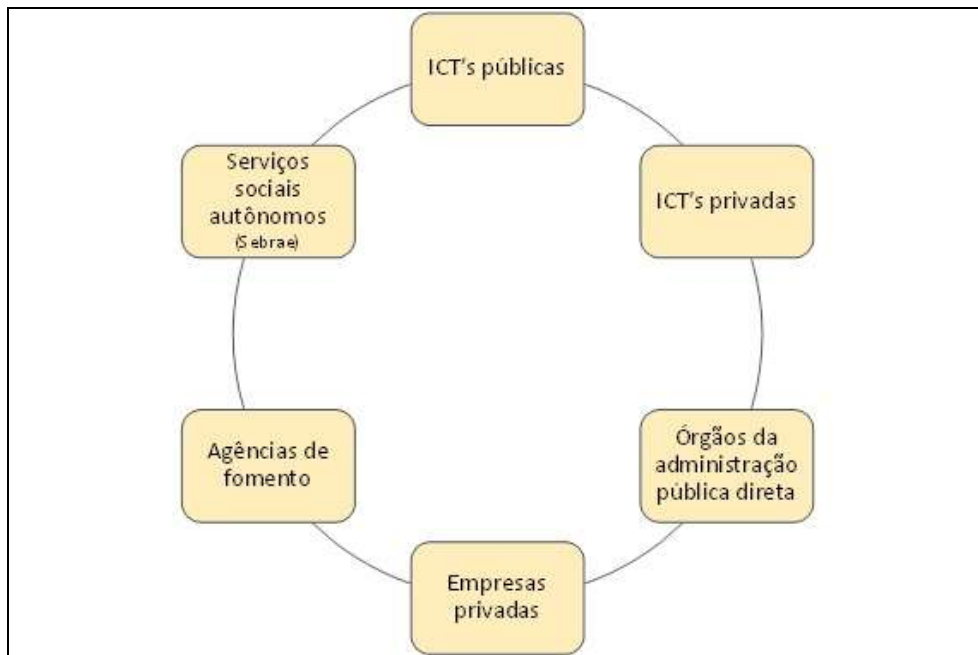 ICT's públicas
ICT's privadas
Órgãos da
administração
pública direta
Empresas
privadas
Agências de
fomento
Serviços
sociais
autônomos
(Sebrae)